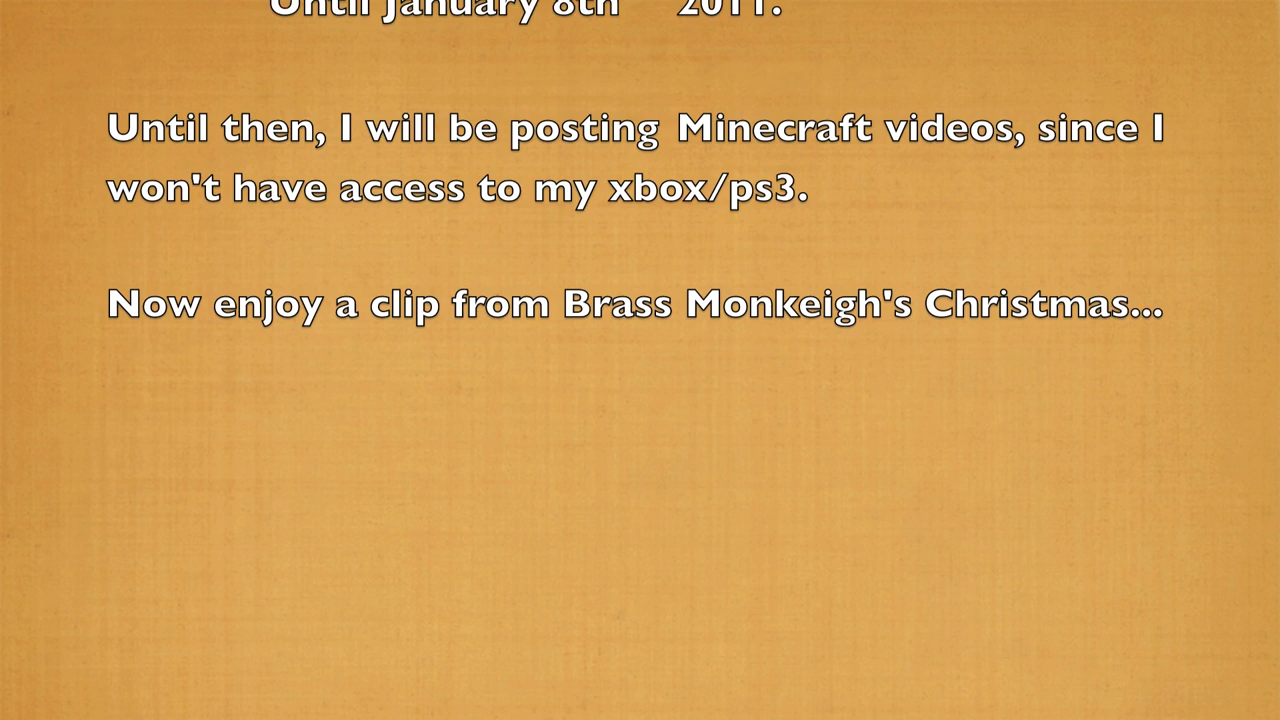 Until January 8th 2011.
Until then, I will be posting Minecraft videos, since I
won't have access to my xbox/ps3.
Now enjoy a clip from Brass Monkeigh's Christmas...